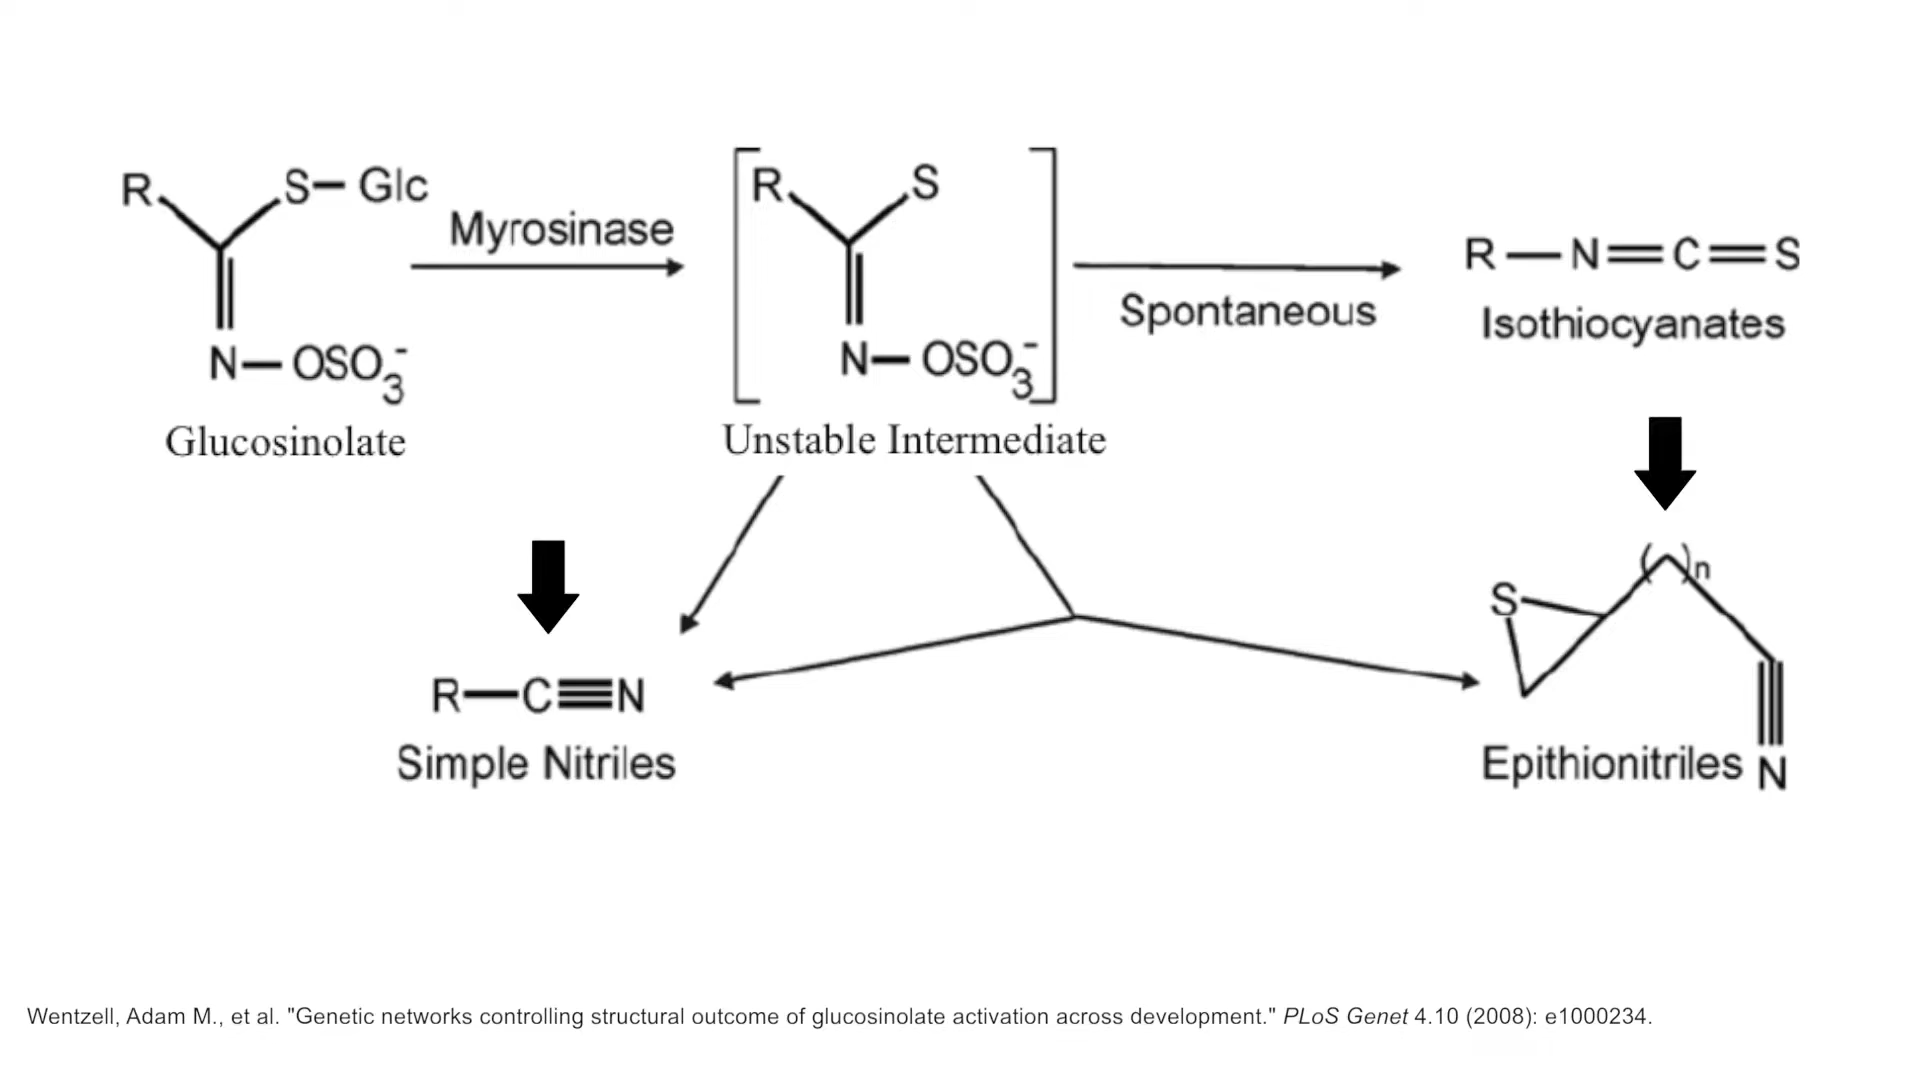 R S Glc
Myrosinase
N OSO3-
Glucosinolate
R S
N OSO3-
Unstable Intermediate
Spontaneous
R N C S
Isothiocyanates
R C N
Simple Nitriles
S ( )n
N
Epithionitriles
Wentzell, Adam M., et al. "Genetic networks controlling structural outcome of glucosinolate activation across development." PLoS Genet 4.10 (2008): e1000234.